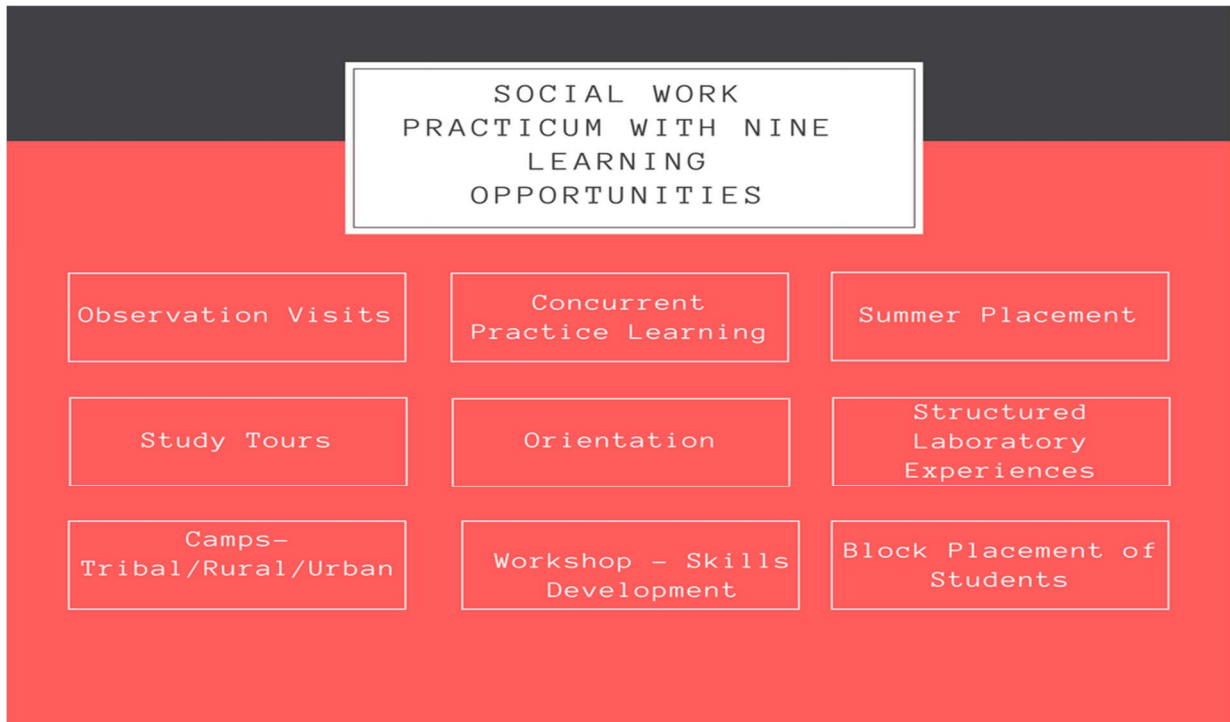 SOCIAL WORK
PRACTICUM WITH NINE
LEARNING
OPPORTUNITIES
Observation Visits
Concurrent
Practice Learning
Summer Placement
Study Tours
Orientation
Structured
Laboratory
Experiences
Camps-
Tribal/Rural/Urban
Workshop - Skills
Development
Block Placement of
Students